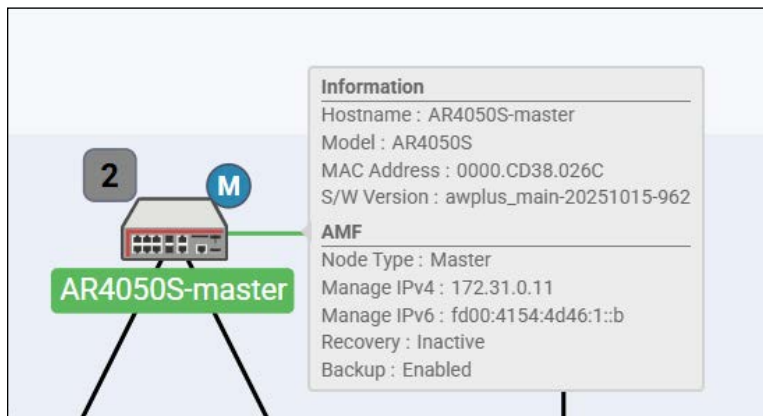 2
M
AR4050S-master
Information
Hostname : AR4050S-master
Model : AR4050S
MAC Address : 0000.CD38.026C
S/W Version : awplus_main-20251015-962
AMF
Node Type : Master
Manage IPv4 : 172.31.0.11
Manage IPv6 : fd00:4154:4d46:1::b
Recovery : Inactive
Backup : Enabled